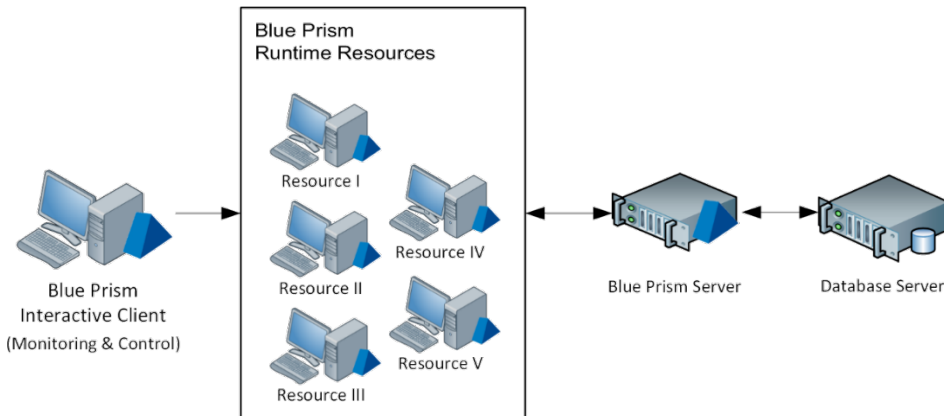 Blue Prism
Runtime Resources
Resource I
Resource IV
Resource II
Resource V
Resource III
Blue Prism
Interactive Client
(Monitoring & Control)
Blue Prism Server
Database Server